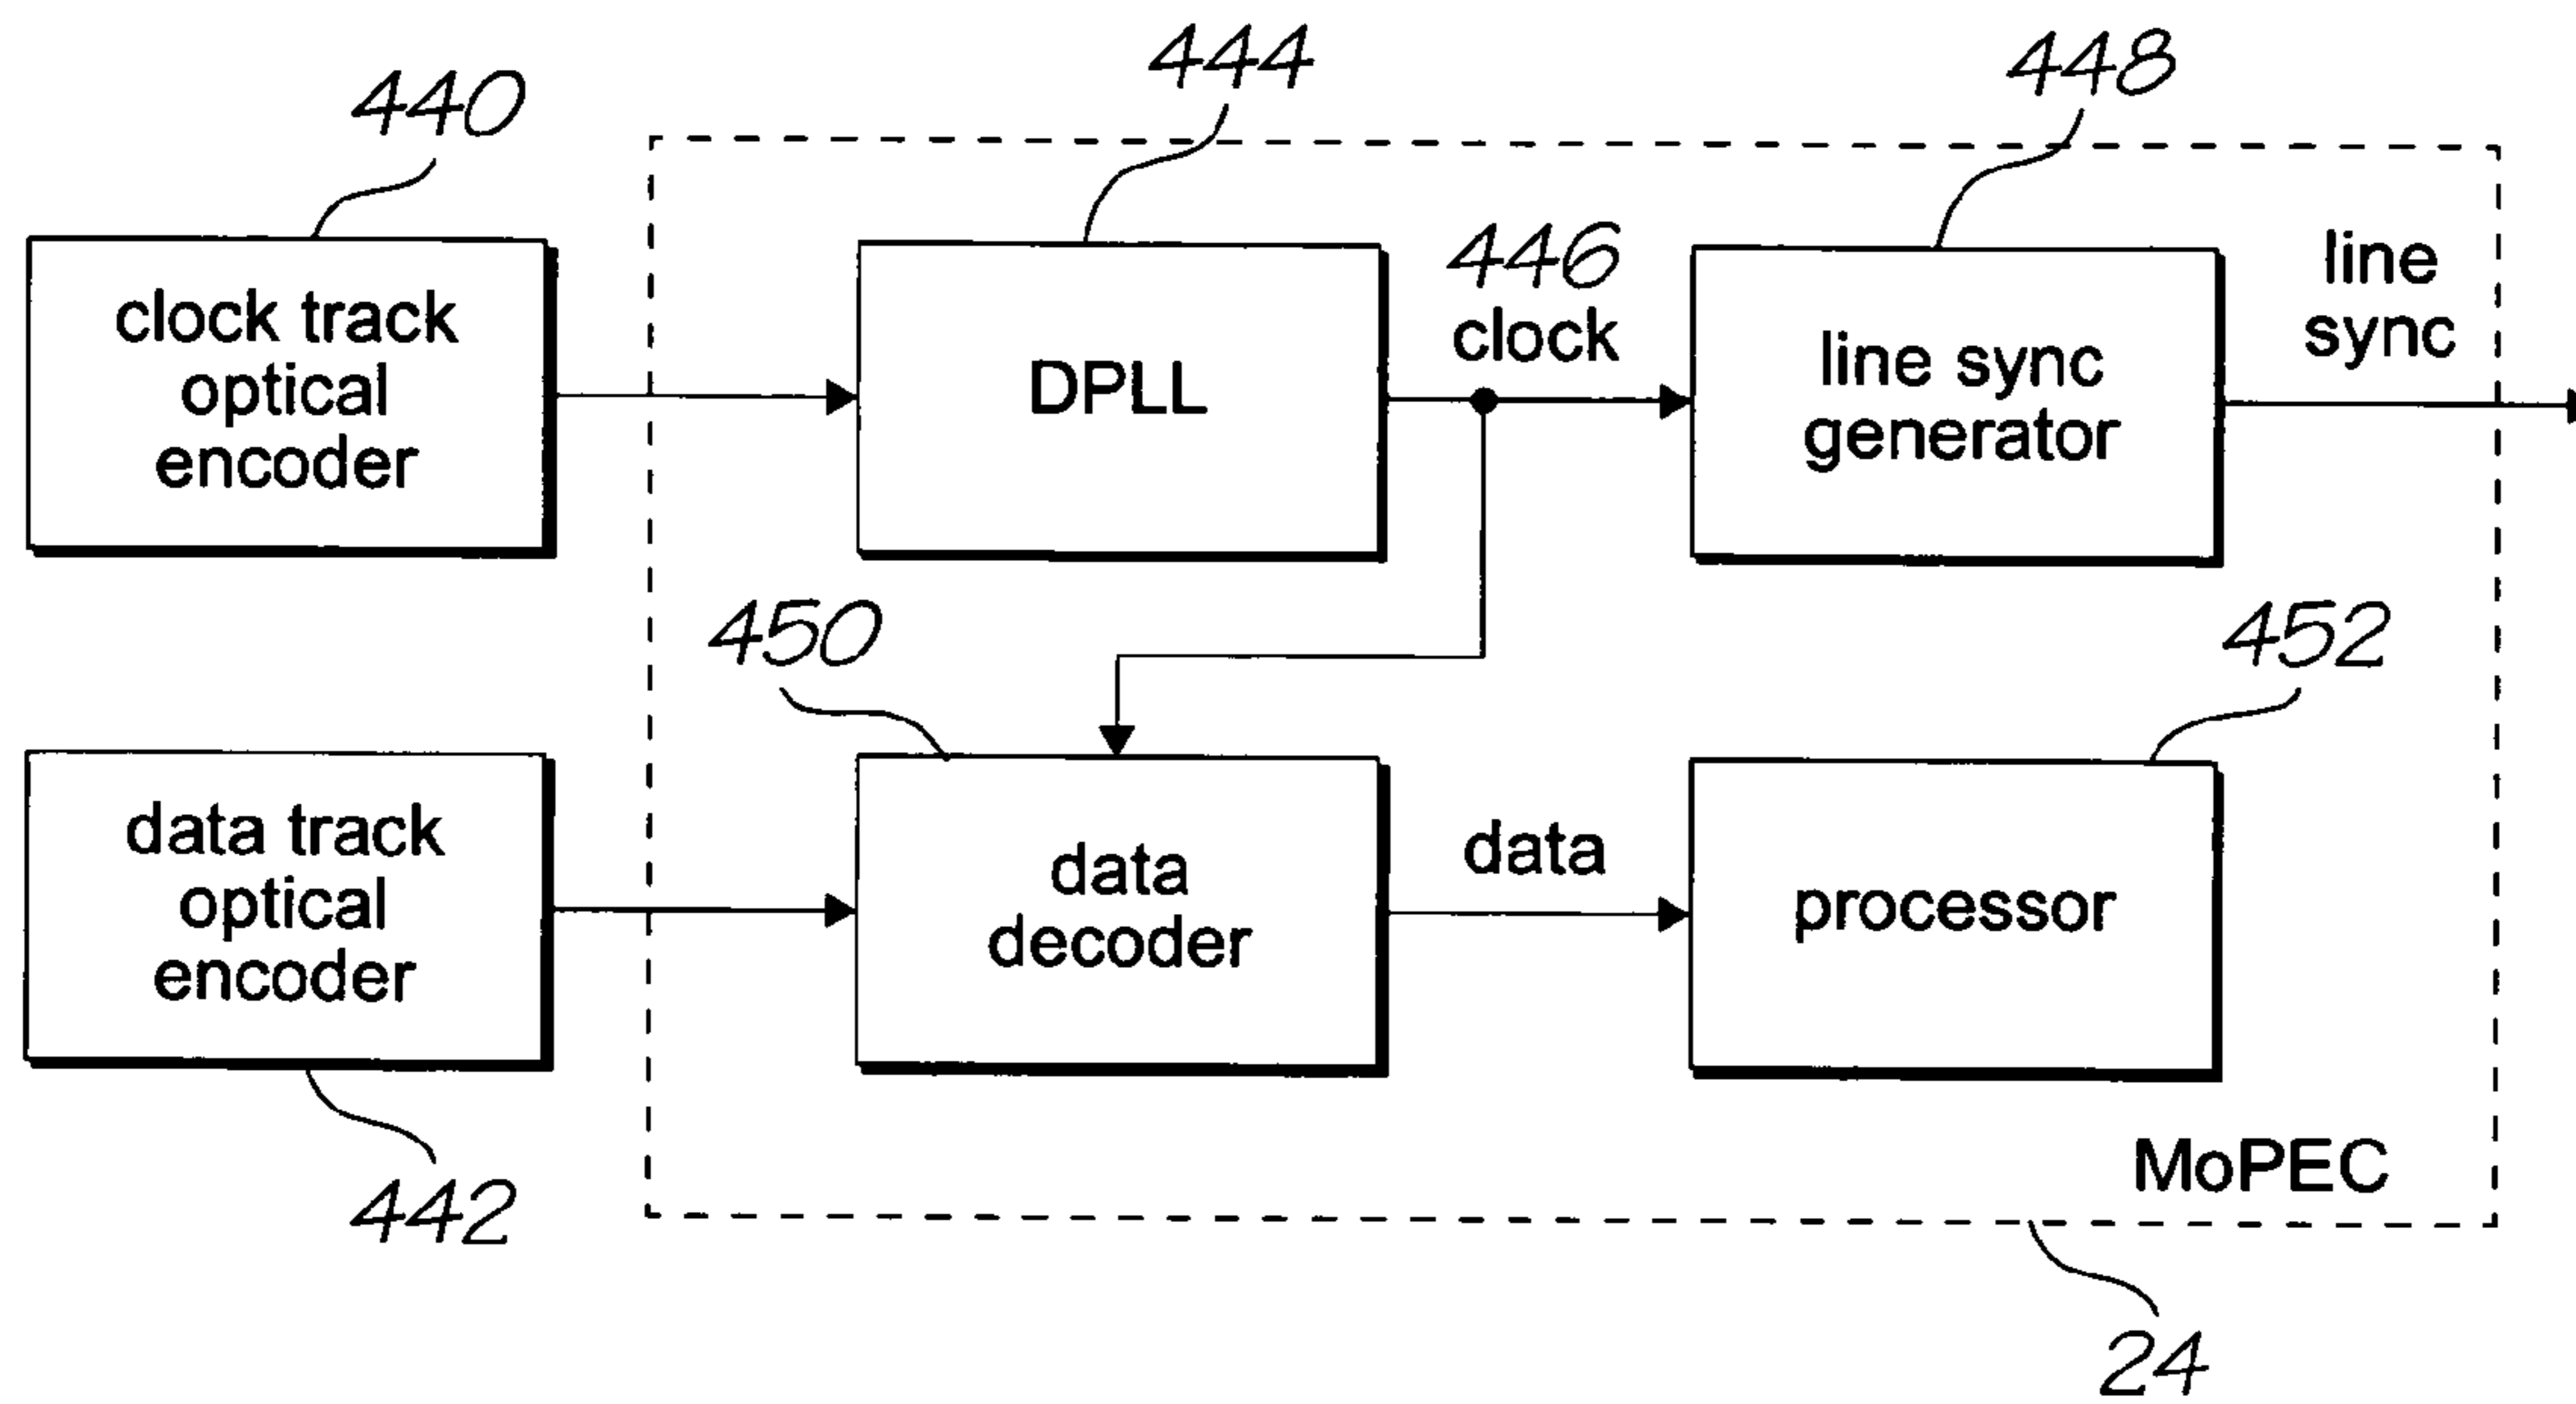 440
444
448
clock track
optical
encoder
DPLL
446
clock
line sync
generator
line
sync
450
452
data track
optical
encoder
data
decoder
data
processor
MoPEC
442
24